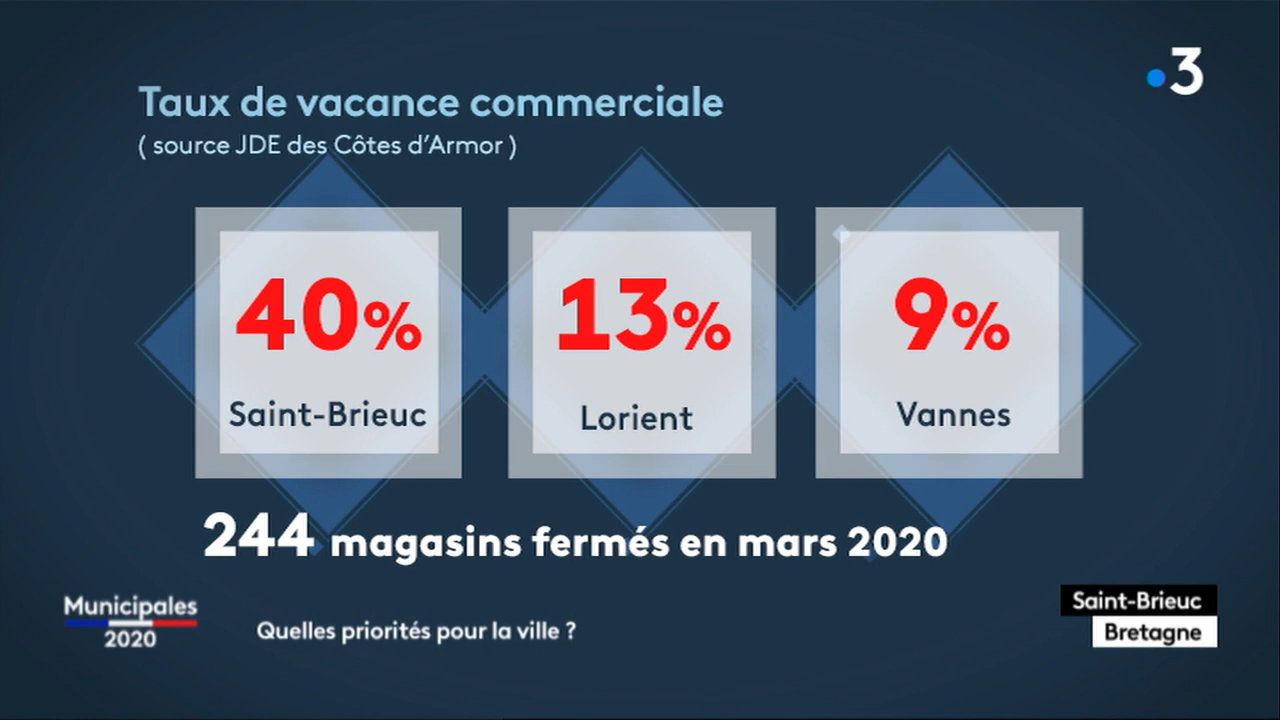 3
Taux de vacance commerciale
( source JDE des Côtes d’Armor )
40%
Saint-Brieuc
13%
Lorient
9%
Vannes
244 magasins fermés en mars 2020
Municipales
2020
Quelles priorités pour la ville ?
Saint-Brieuc
Bretagne